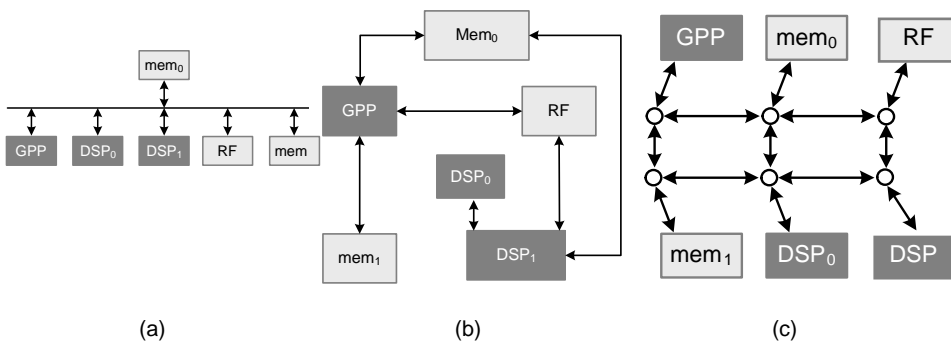 mem₀
GPP DSP₀ DSP₁ RF mem
(a)
Mem₀
GPP RF
DSP₀
mem₁ DSP₁
(b)
GPP mem₀ RF
mem₁ DSP₀ DSP
(c)